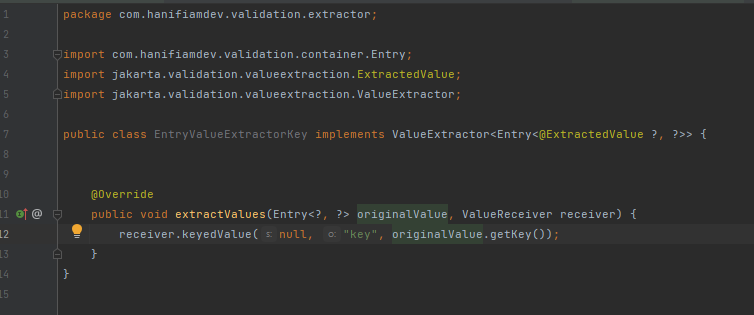 1 package com.hanifiamdev.validation.extractor;
2
3 import com.hanifiamdev.validation.container.Entry;
4 import jakarta.validation.valueextraction.ExtractedValue;
5 import jakarta.validation.valueextraction.ValueExtractor;
6
7 public class EntryValueExtractorKey implements ValueExtractor<Entry<@ExtractedValue ?, ?>> {
8
9
10 @Override
11 @ public void extractValues(Entry<?, ?> originalValue, ValueReceiver receiver) {
12 receiver.keyedValue( s: null, o: "key", originalValue.getKey());
13 }
14 }
15